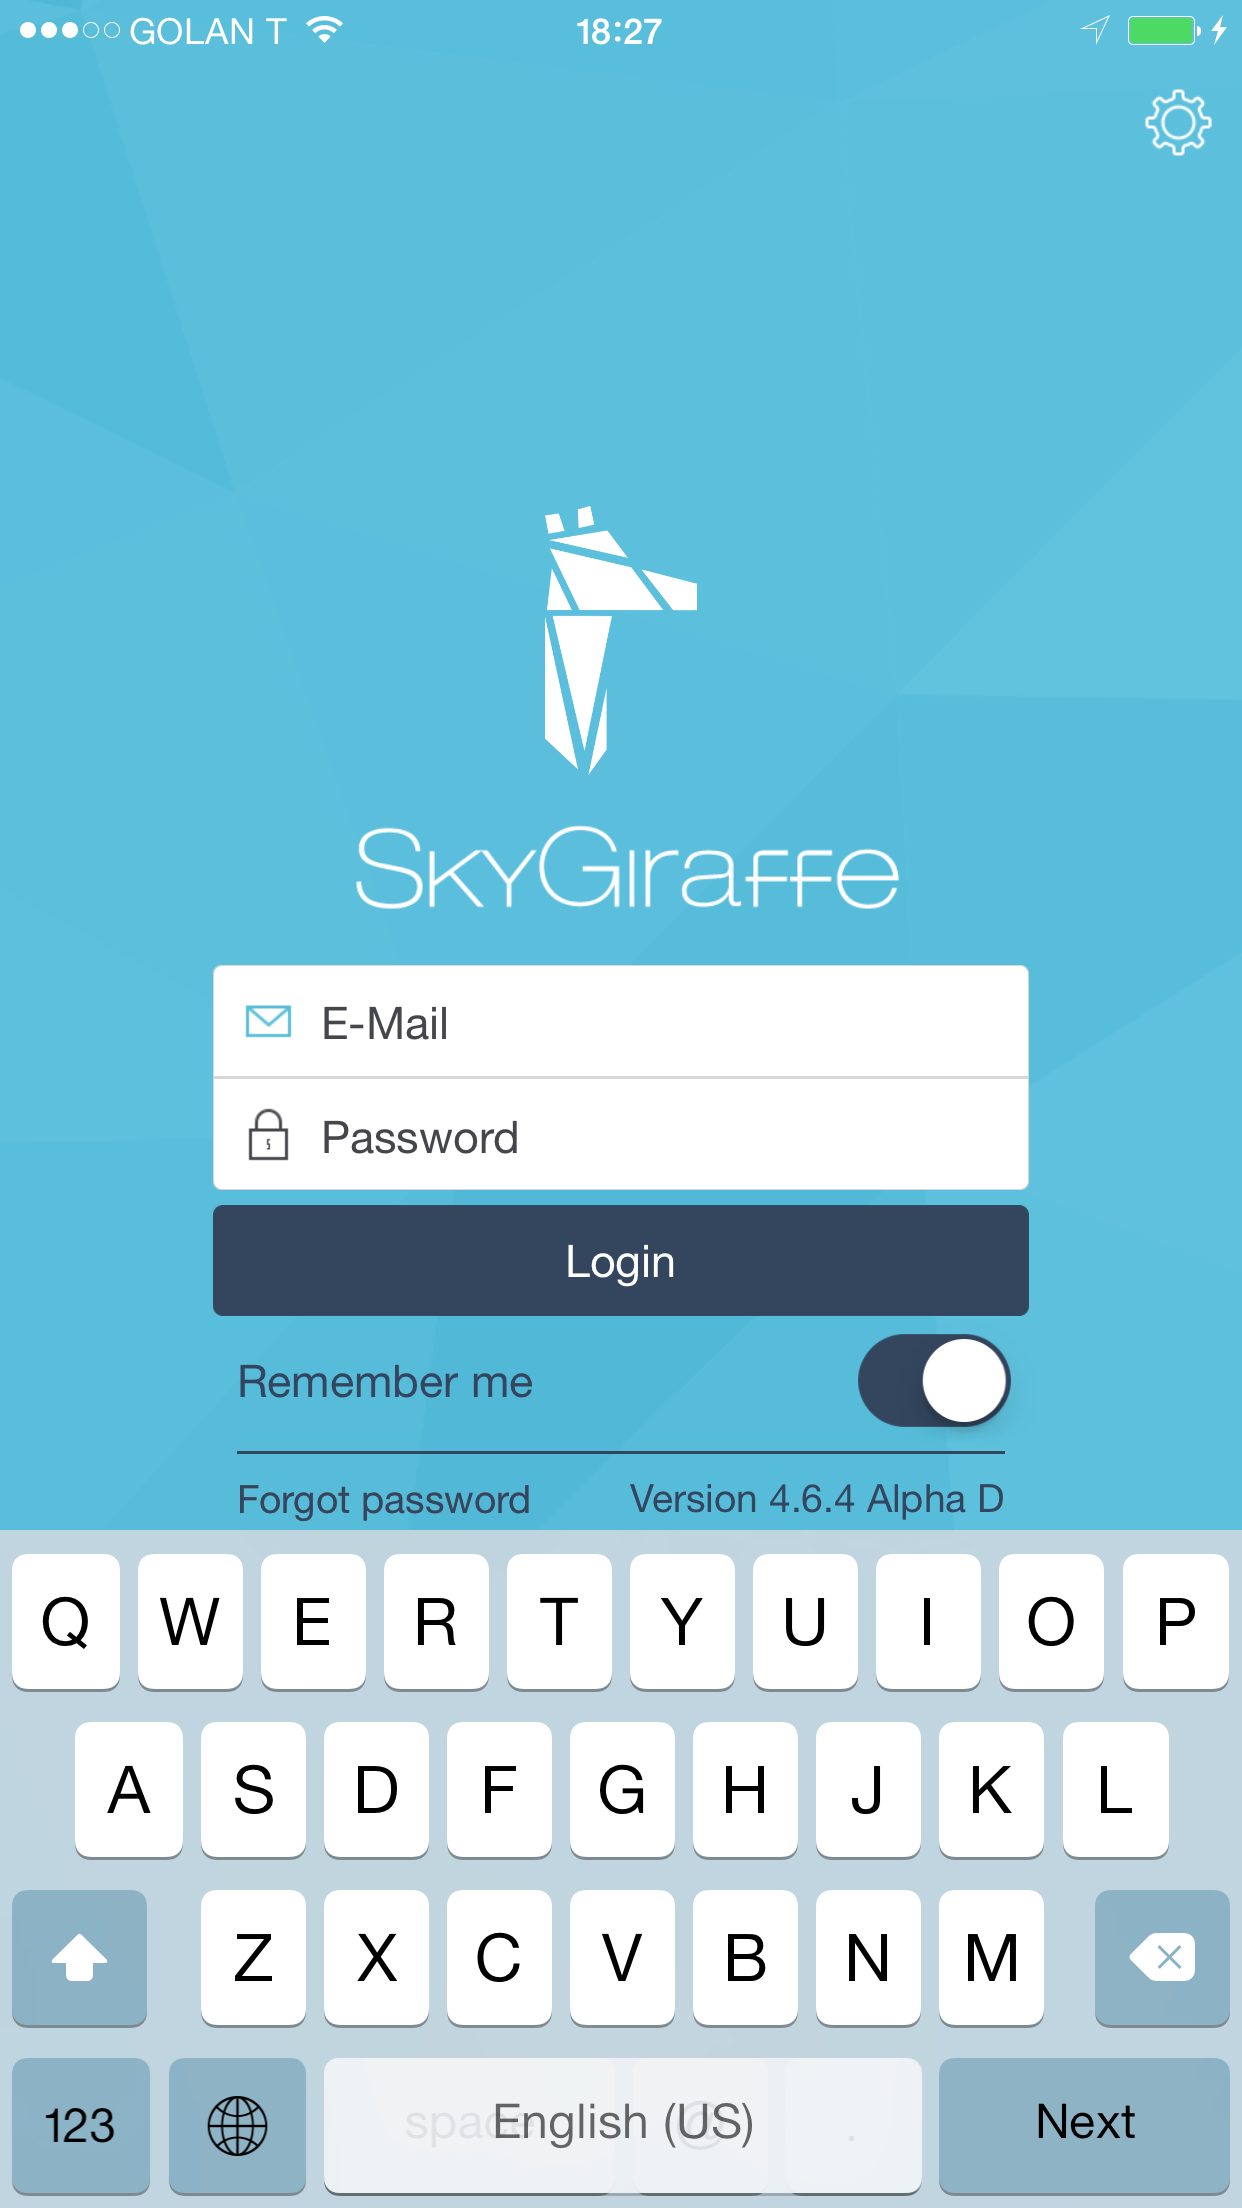 GOLAN T 18:27
SKYGIraffe
E-Mail
Password
Login
Remember me
Forgot password Version 4.6.4 Alpha D
Q W E R T Y U I O P
A S D F G H J K L
Z X C V B N M
123 space English (US) @ . Next